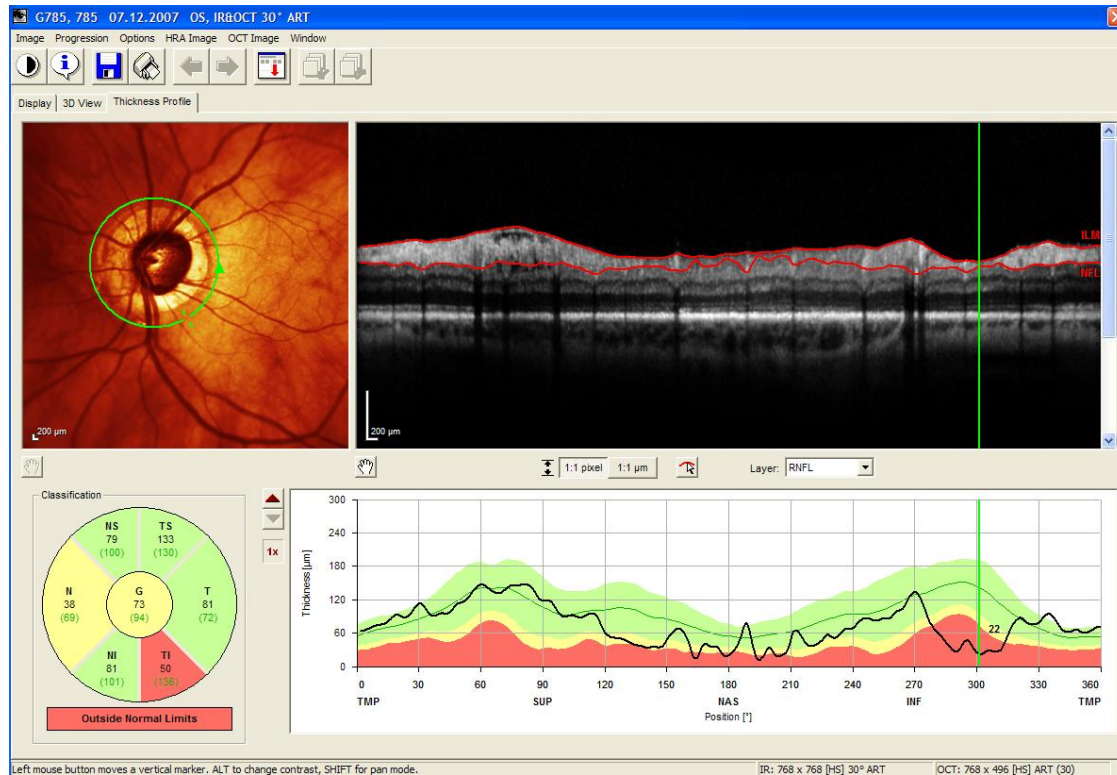 G785, 785 07.12.2007 OS, IR&OCT 30° ART
Image Progression Options HRA Image OCT Image Window
Display 3D View Thickness Profile
200 µm
ILM
NFL
200 µm
1:1 pixel 1:1 µm Layer: RNFL
Classification
NS
79
(100)
TS
133
(130)
N
38
(69)
G
73
(94)
T
81
(72)
NI
81
(101)
TI
50
(136)
Outside Normal Limits
1x
Thickness [µm]
300
240
180
120
60
0
22
0 30 60 90 120 150 180 210 240 270 300 330 360
TMP SUP NAS INF TMP
Position [°]
Left mouse button moves a vertical marker. ALT to change contrast, SHIFT for pan mode. IR: 768 x 768 [HS] 30° ART OCT: 768 x 496 [HS] ART (30)